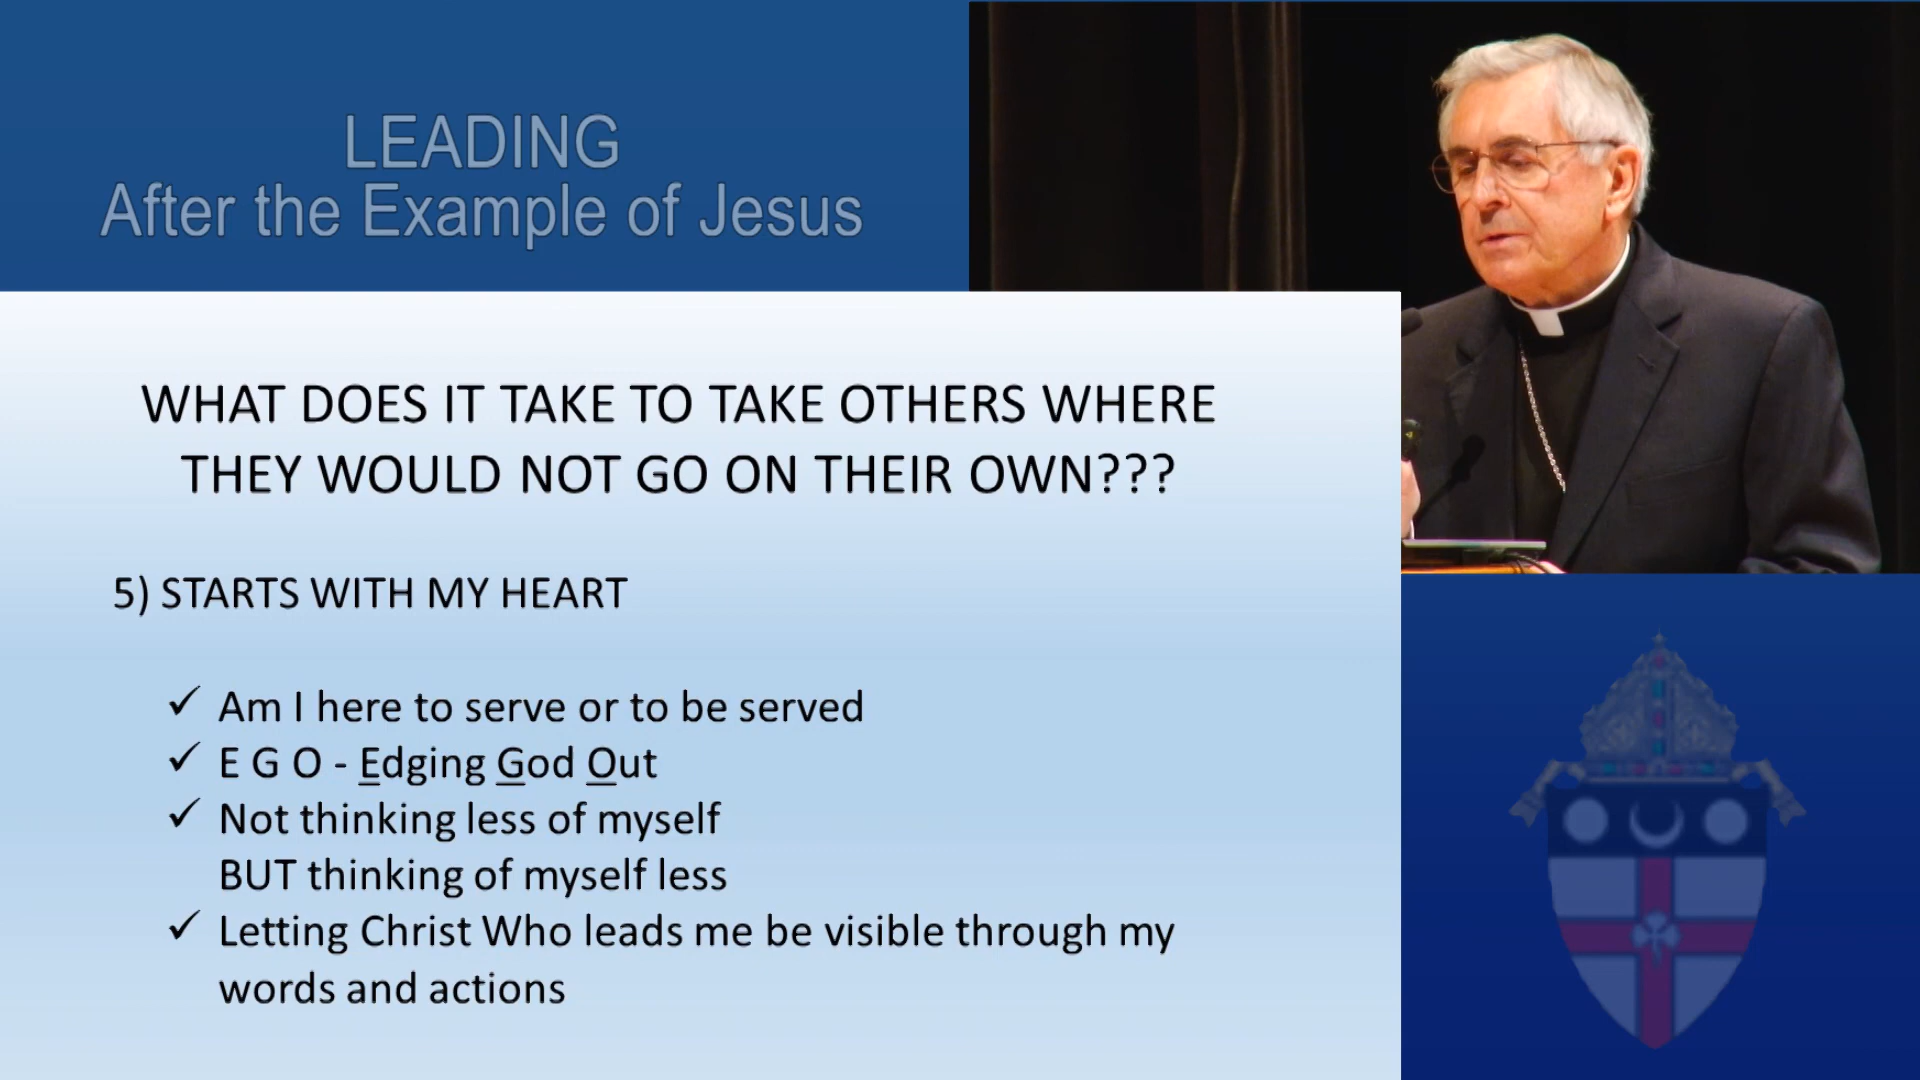 LEADING
After the Example of Jesus
WHAT DOES IT TAKE TO TAKE OTHERS WHERE
THEY WOULD NOT GO ON THEIR OWN???
5) STARTS WITH MY HEART
✓ Am I here to serve or to be served
✓ E G O - Edging God Out
✓ Not thinking less of myself
BUT thinking of myself less
✓ Letting Christ Who leads me be visible through my
words and actions